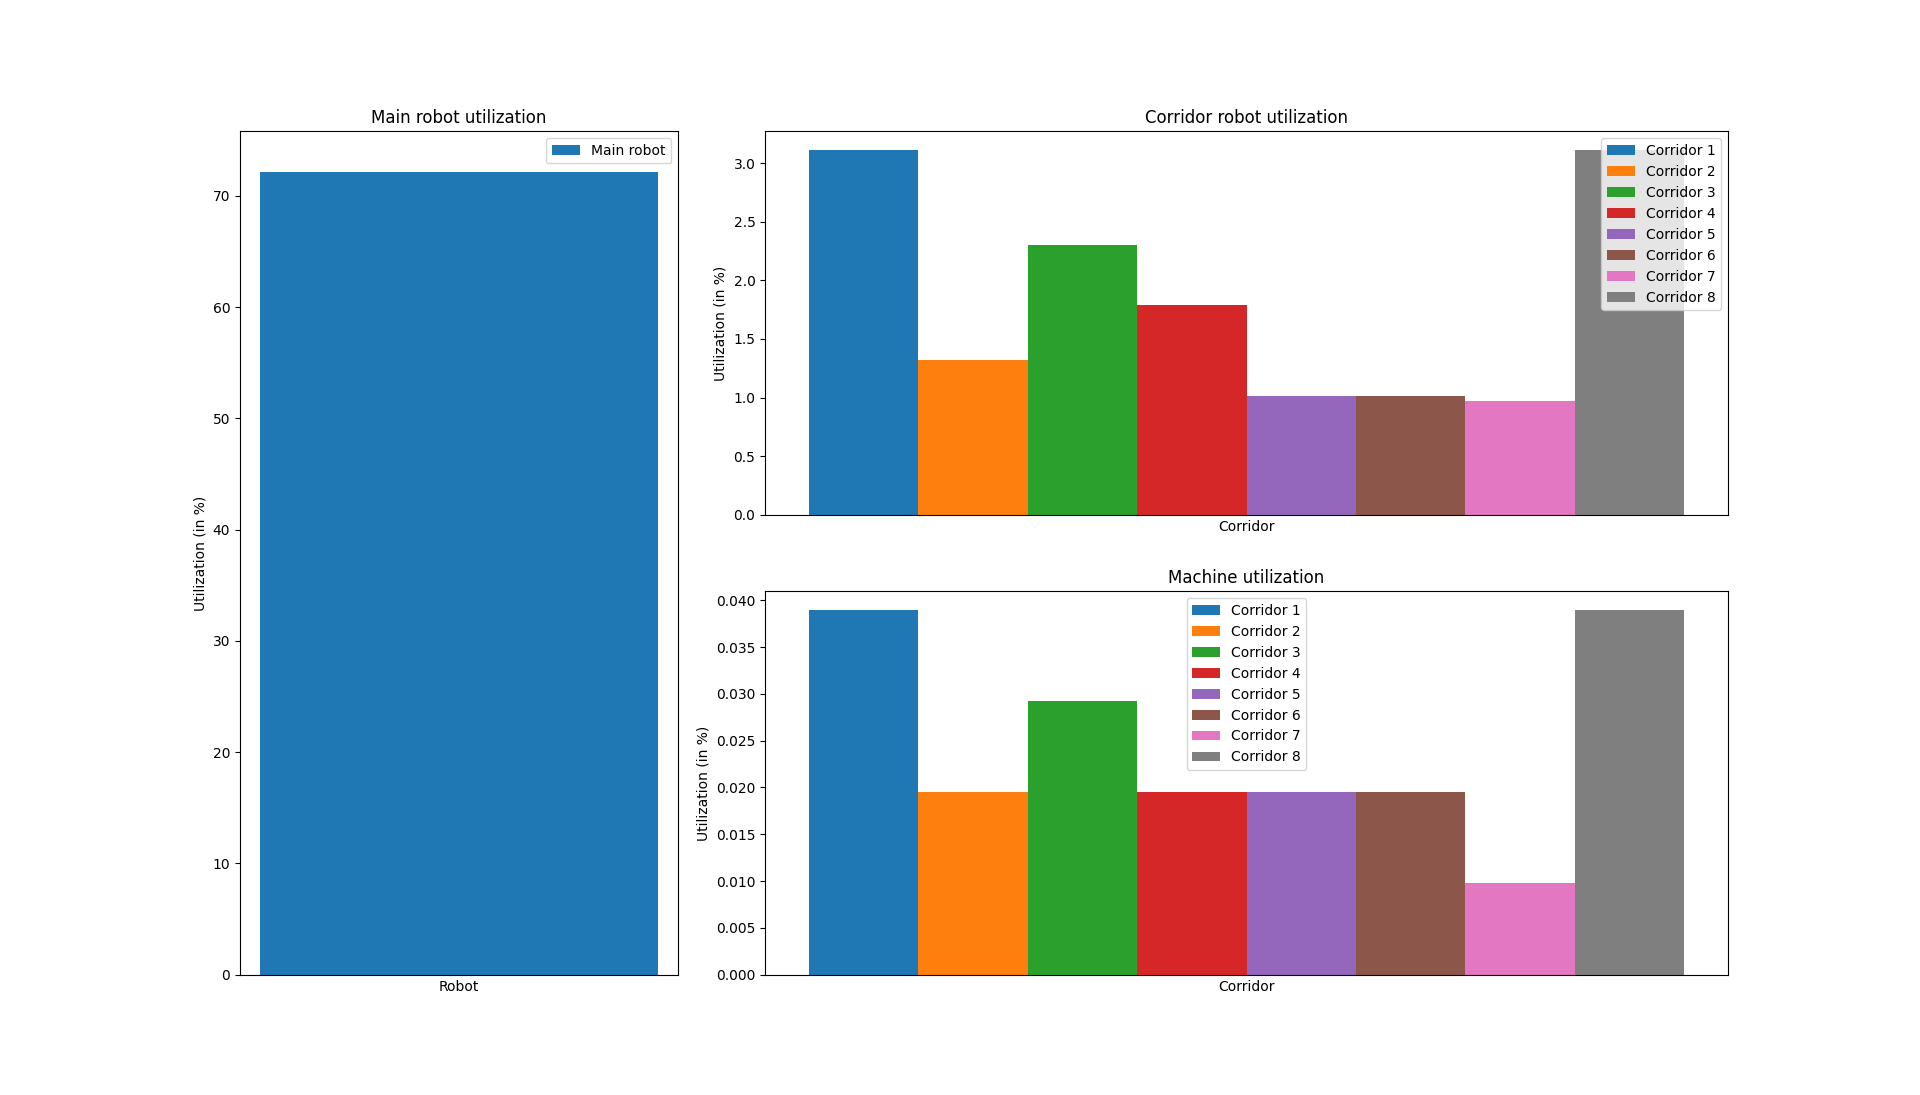 Main robot utilization
Main robot
70
60
50
40
30
20
10
0
Utilization (in %)
Robot
Corridor robot utilization
3.0
2.5
2.0
1.5
1.0
0.5
0.0
Utilization (in %)
Corridor 1
Corridor 2
Corridor 3
Corridor 4
Corridor 5
Corridor 6
Corridor 7
Corridor 8
Corridor
Machine utilization
0.040
0.035
0.030
0.025
0.020
0.015
0.010
0.005
0.000
Utilization (in %)
Corridor 1
Corridor 2
Corridor 3
Corridor 4
Corridor 5
Corridor 6
Corridor 7
Corridor 8
Corridor